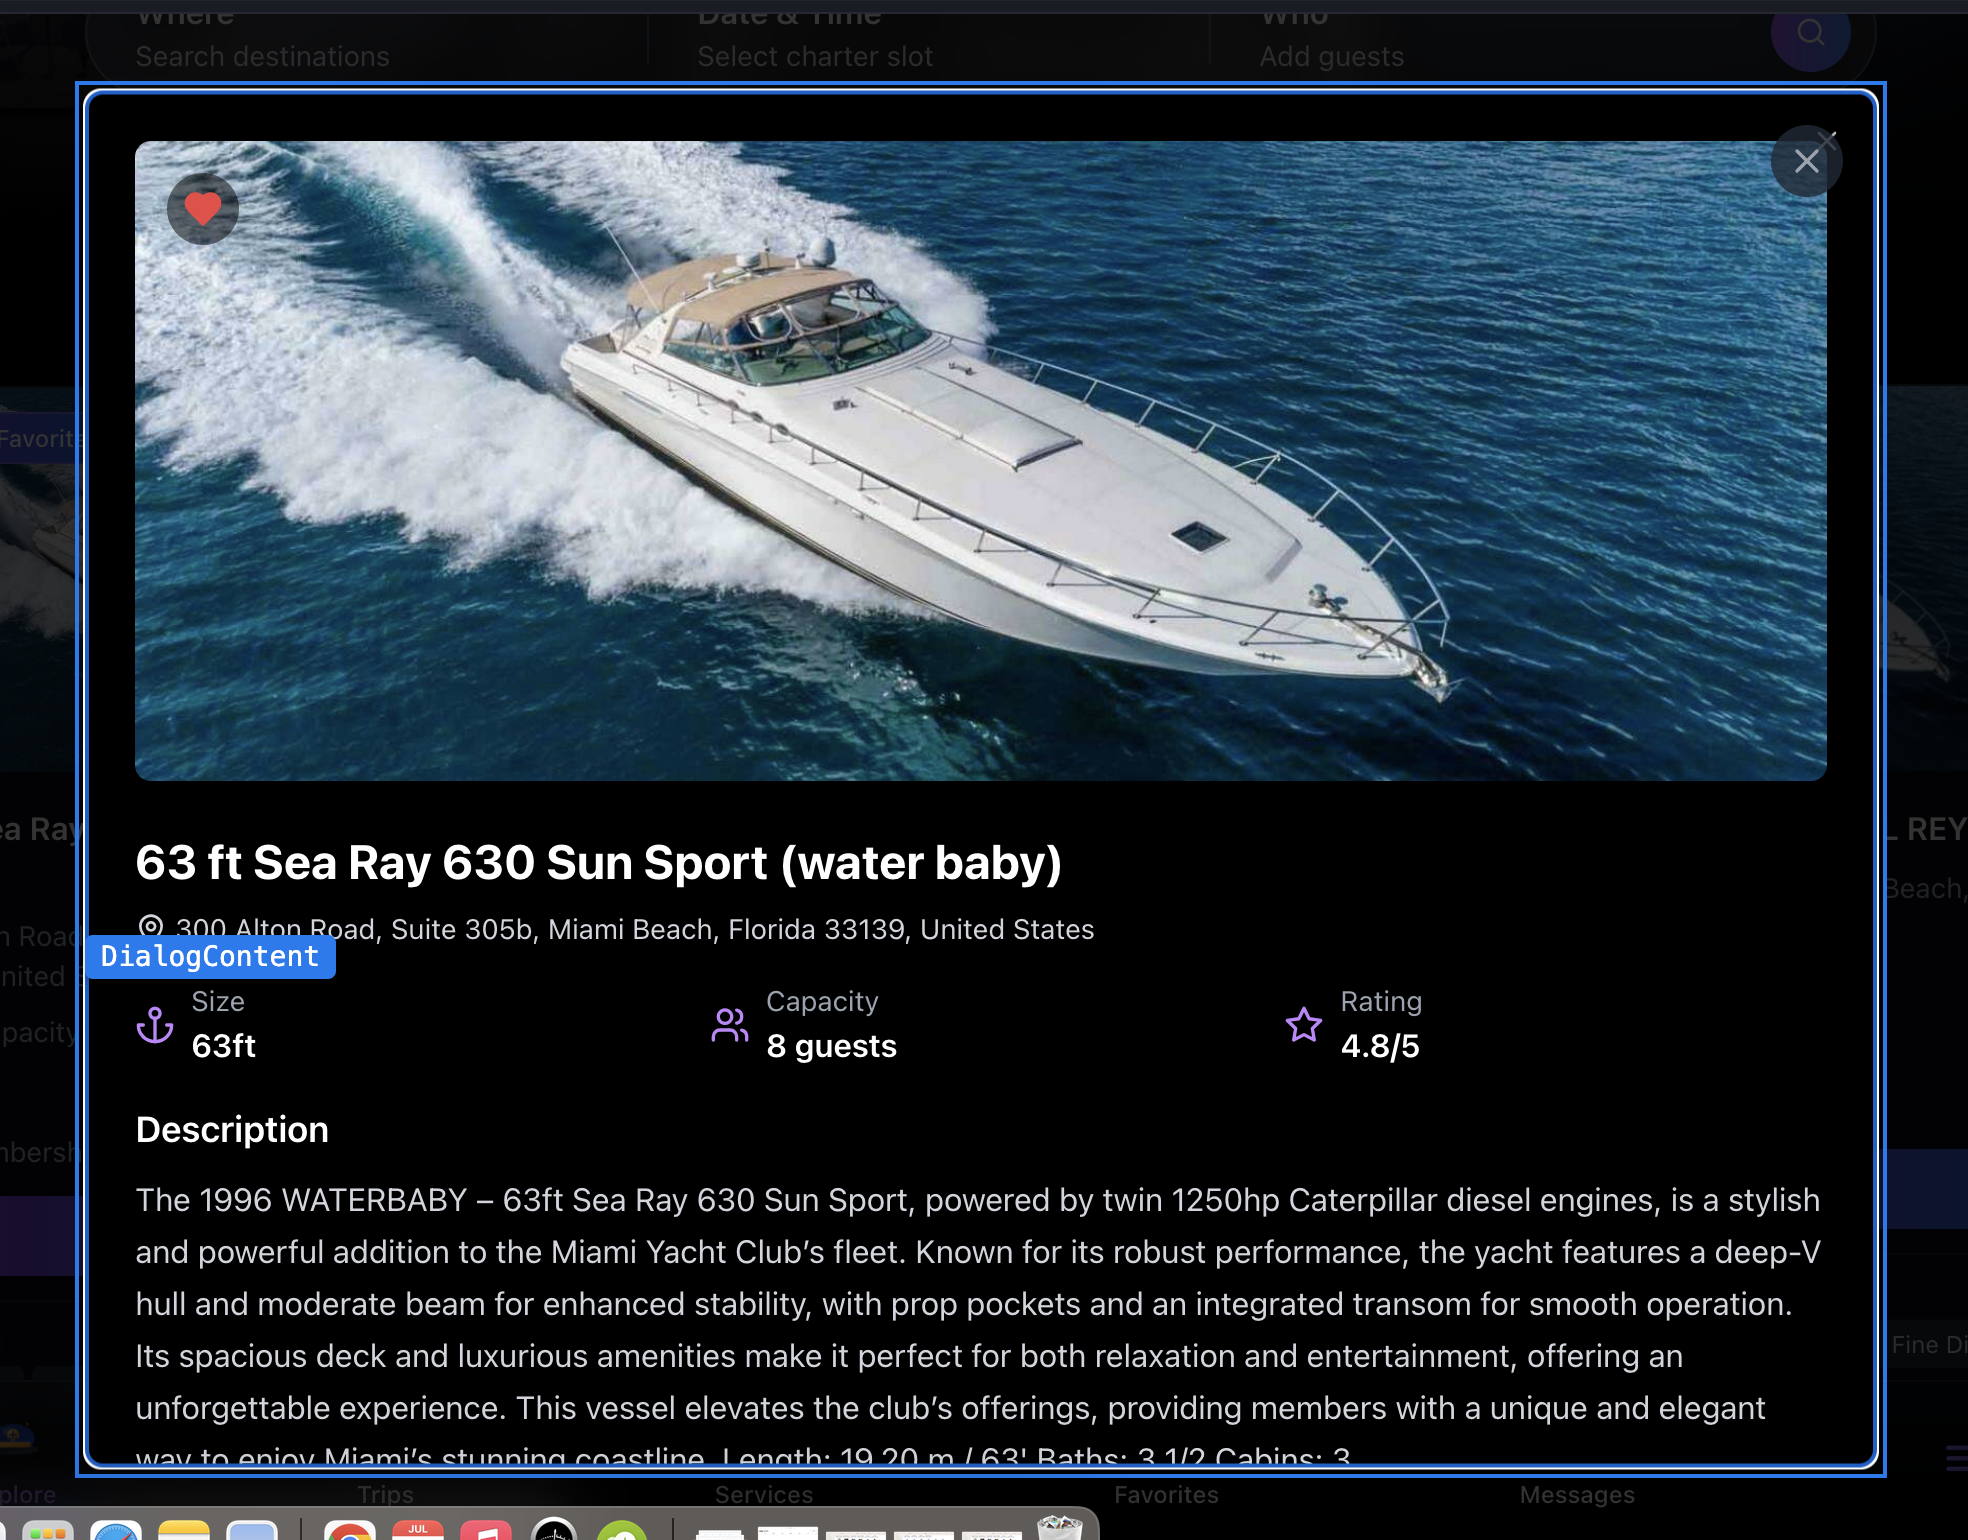 Where
Date & Time
Who
Search destinations
Select charter slot
Add guests
63 ft Sea Ray 630 Sun Sport (water baby)
300 Alton Road, Suite 305b, Miami Beach, Florida 33139, United States
DialogContent
Size
Capacity
Rating
63ft
8 guests
4.8/5
Description
The 1996 WATERBABY – 63ft Sea Ray 630 Sun Sport, powered by twin 1250hp Caterpillar diesel engines, is a stylish
and powerful addition to the Miami Yacht Club’s fleet. Known for its robust performance, the yacht features a deep-V
hull and moderate beam for enhanced stability, with prop pockets and an integrated transom for smooth operation.
Its spacious deck and luxurious amenities make it perfect for both relaxation and entertainment, offering an
unforgettable experience. This vessel elevates the club’s offerings, providing members with a unique and elegant
way to enjoy Miami’s stunning coastline. Length: 19.20 m / 63' Baths: 3 1/2 Cabins: 3
Favorit
ea Ray
L REY
Beach,
n Road
nited S
pacity
nbersh
Fine Di
plore
Trips
Services
Favorites
Messages
JUL